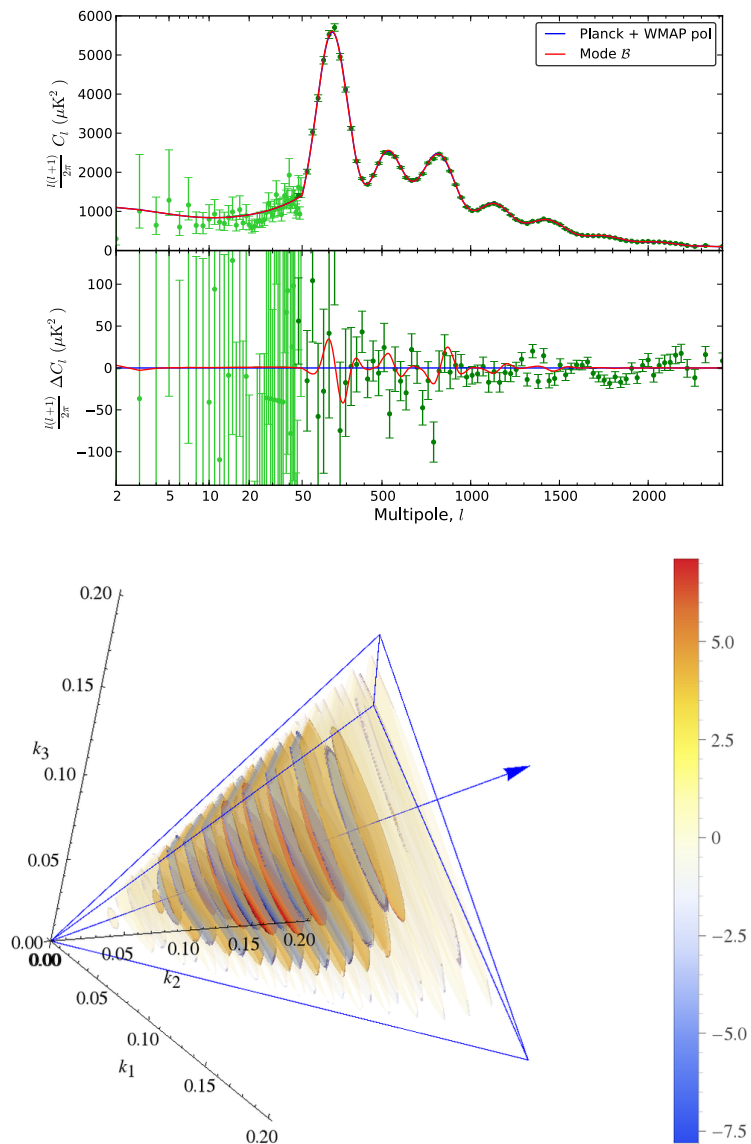 6000
5000
4000
3000
2000
1000
0
l(l+1)/2π C_l (μK²)
Planck + WMAP pol
Mode ℬ
100
50
0
−50
−100
l(l+1)/2π ΔC_l (μK²)
2 5 10 20 50 500 1000 1500 2000
Multipole, l
0.20
0.15
k₃
0.10
0.05
0.00
0.00
0.05 0.10 0.15 0.20
k₂
0.05
0.10
k₁
0.15
0.20
5.0
2.5
0
−2.5
−5.0
−7.5